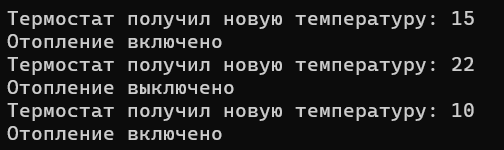 Термостат получил новую температуру: 15
Отопление включено
Термостат получил новую температуру: 22
Отопление выключено
Термостат получил новую температуру: 10
Отопление включено